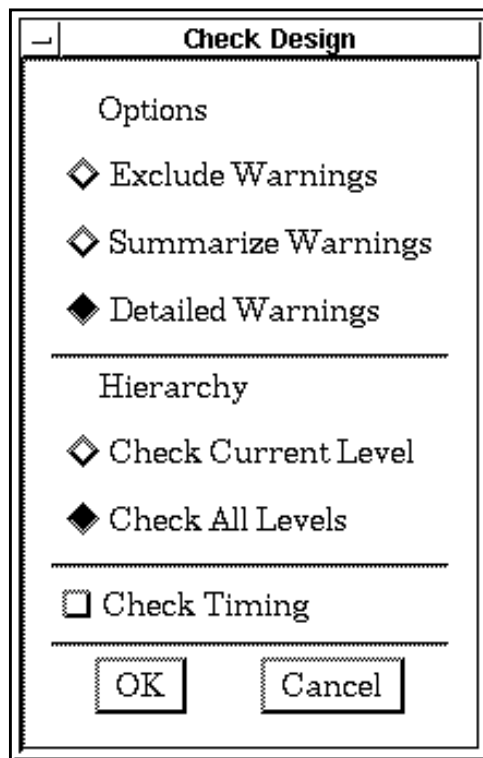 Check Design
Options
Exclude Warnings
Summarize Warnings
Detailed Warnings
Hierarchy
Check Current Level
Check All Levels
Check Timing
OK Cancel